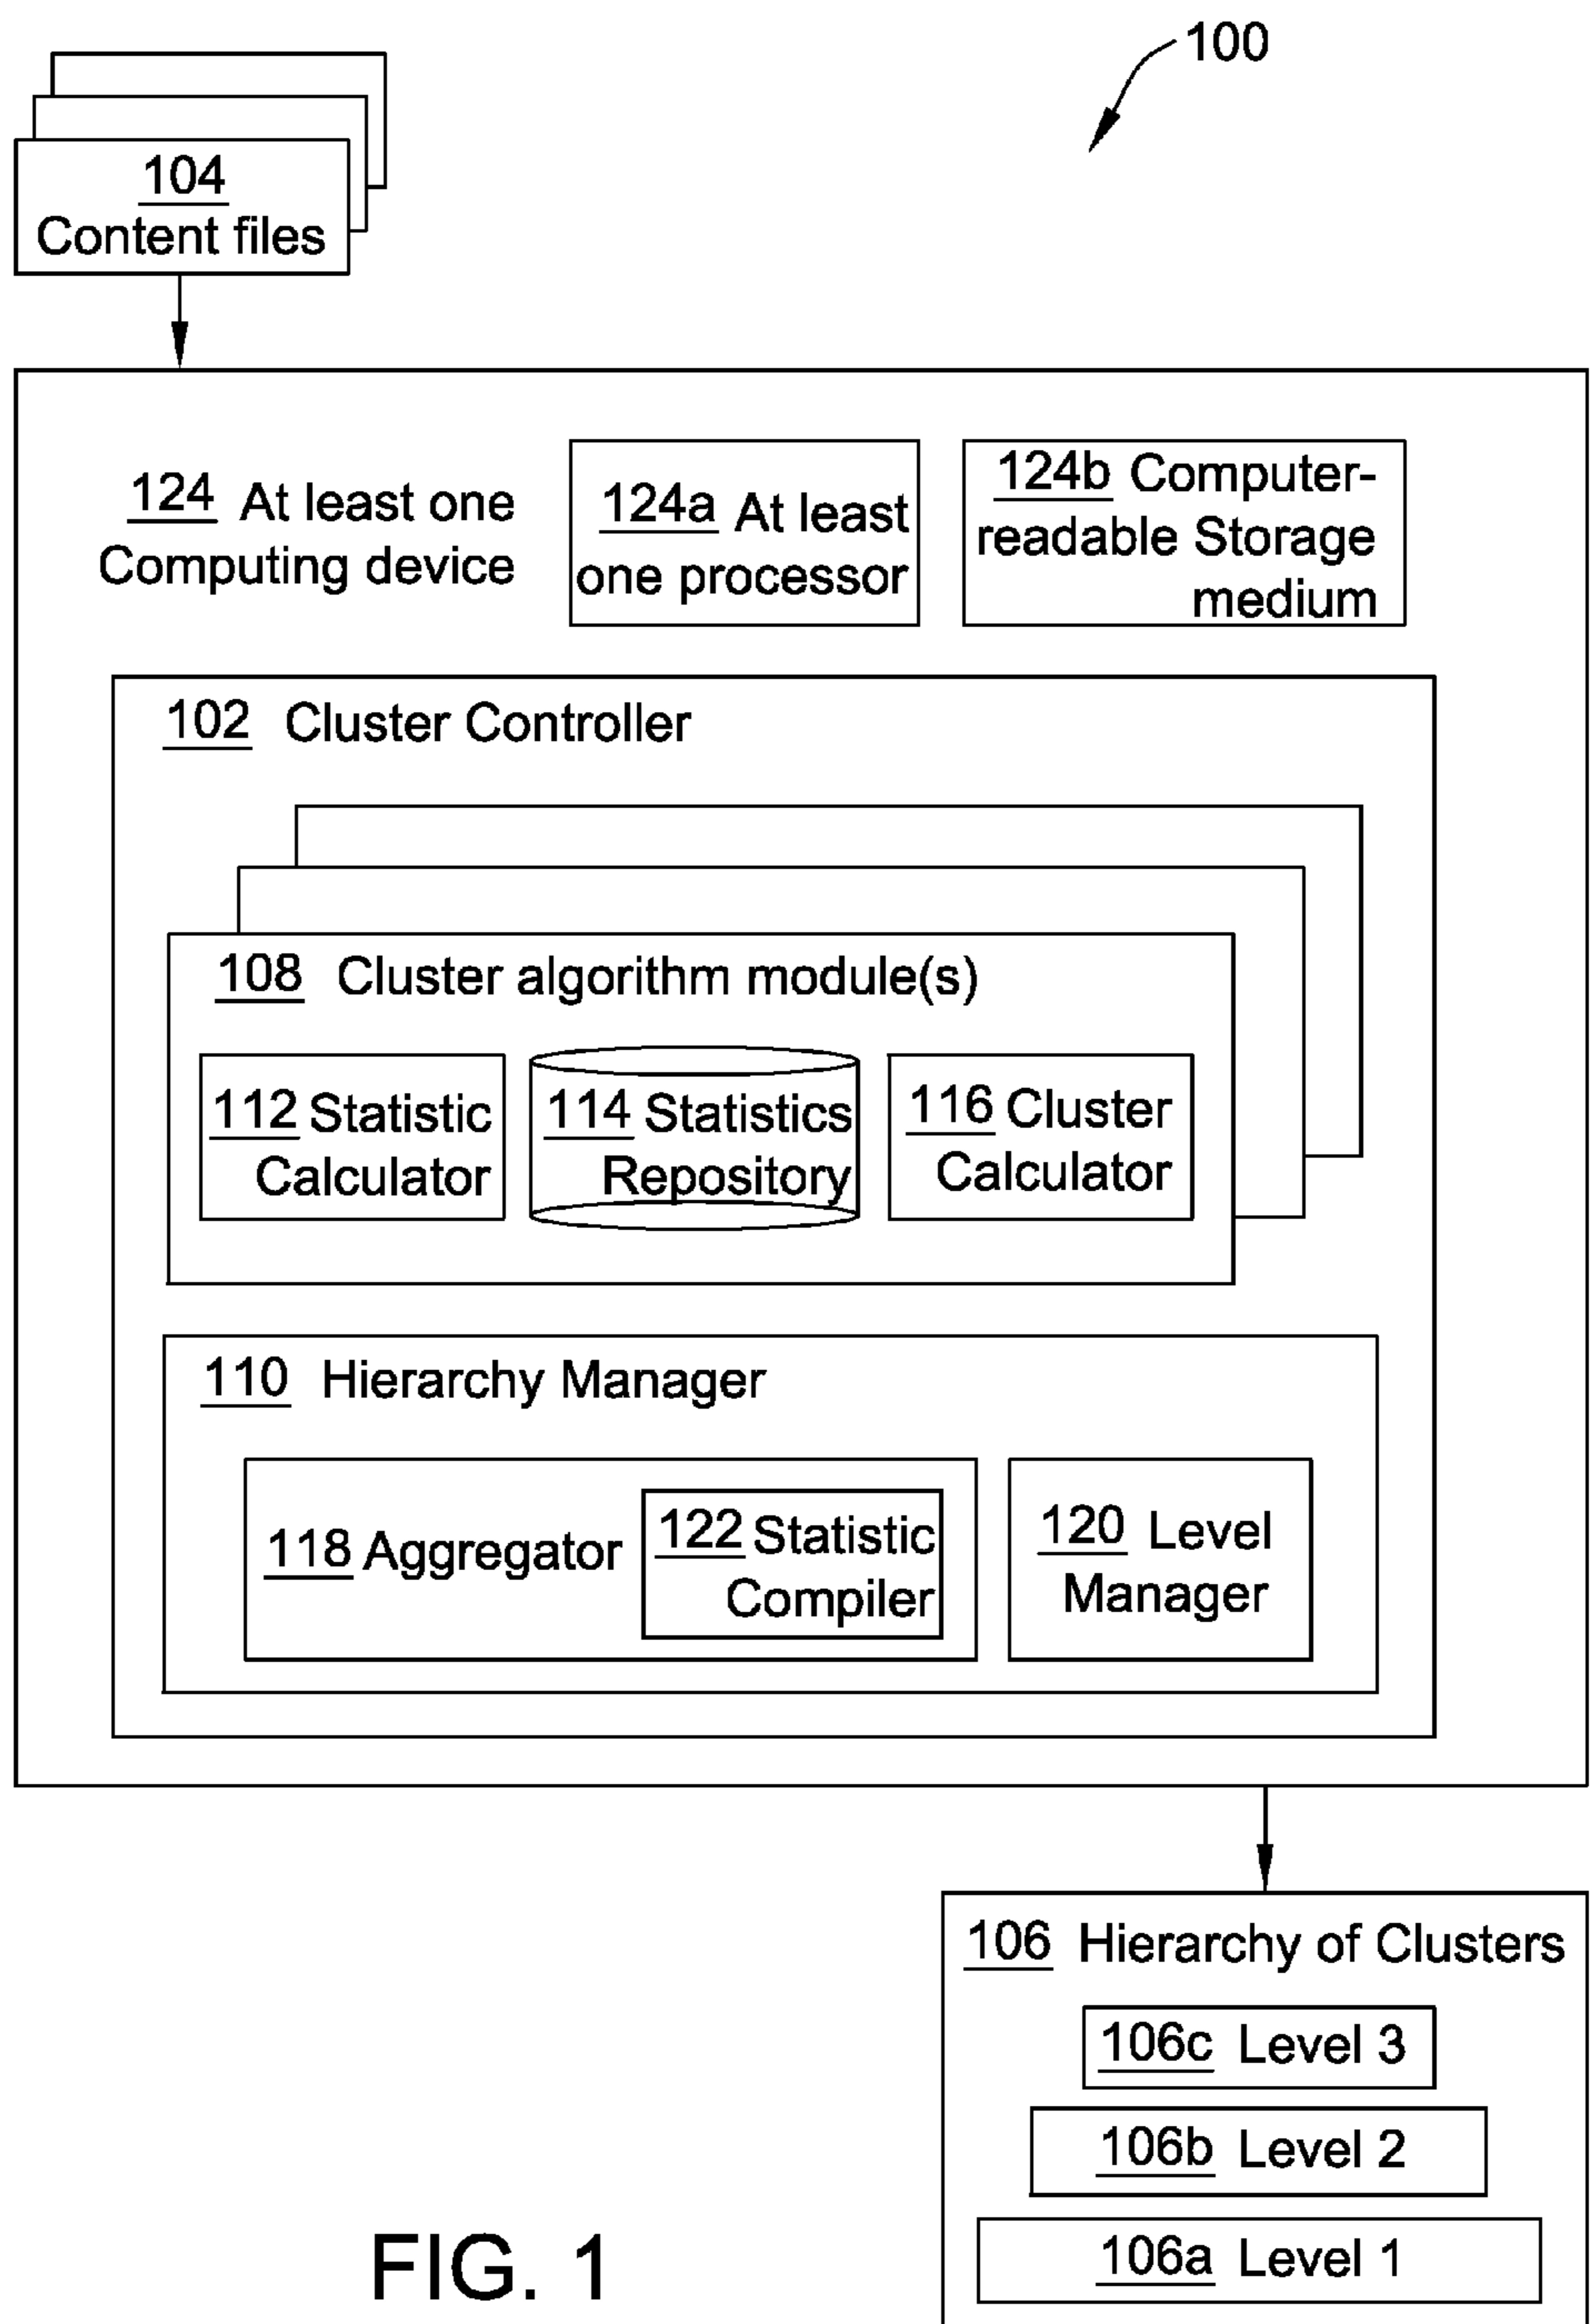 100
104
Content files
124 At least one
Computing device
124a At least
one processor
124b Computer-
readable Storage
medium
102 Cluster Controller
108 Cluster algorithm module(s)
112 Statistic
Calculator
114 Statistics
Repository
116 Cluster
Calculator
110 Hierarchy Manager
118 Aggregator
122 Statistic
Compiler
120 Level
Manager
106 Hierarchy of Clusters
106c Level 3
106b Level 2
106a Level 1
FIG. 1